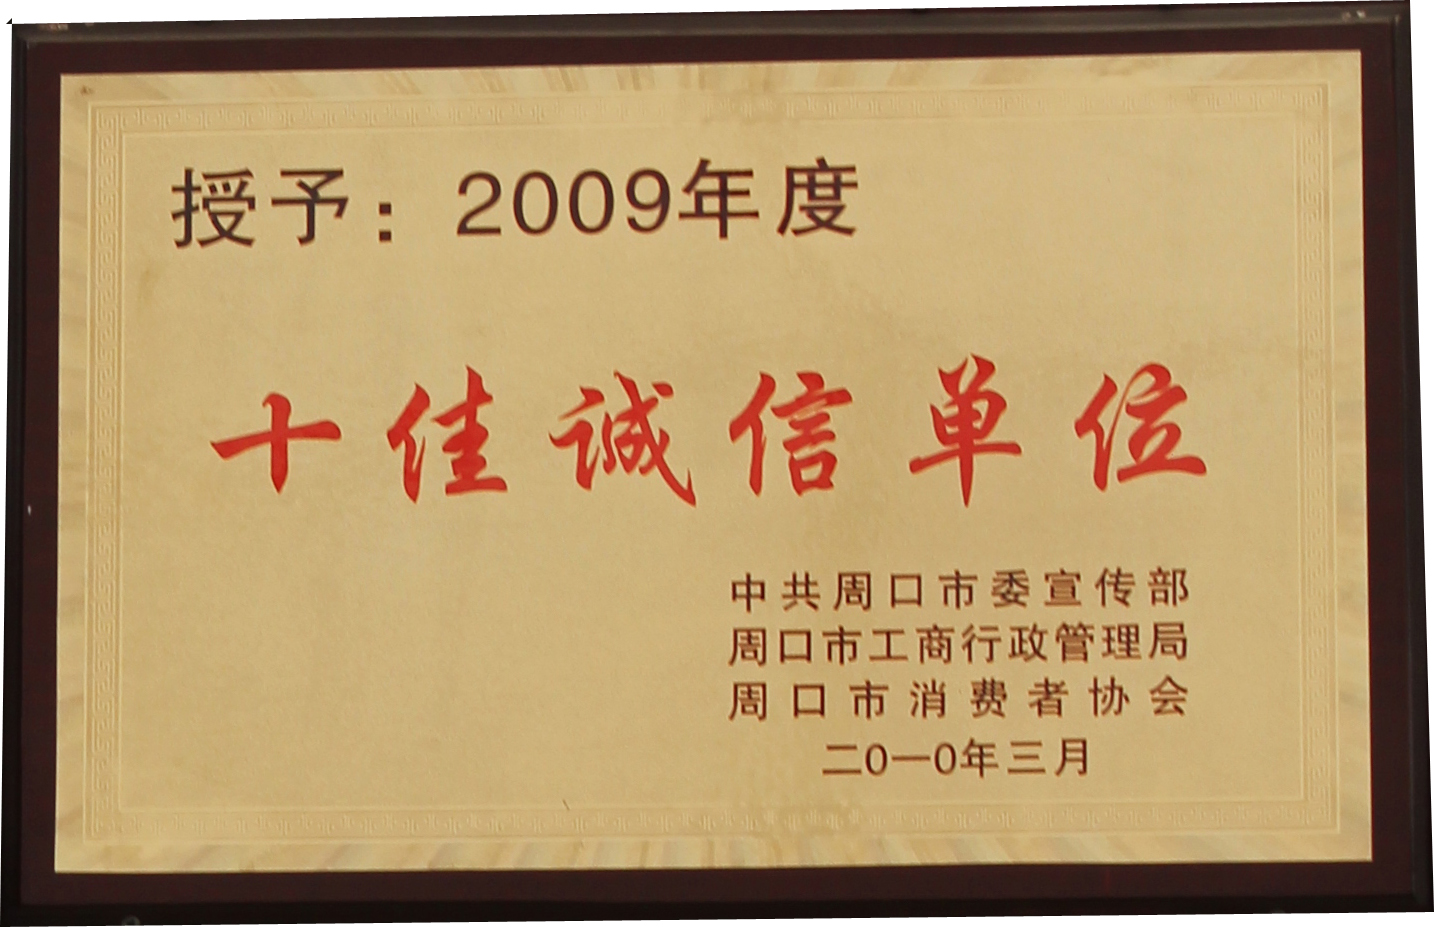 授予：2009年度
十佳诚信单位
中共周口市委宣传部
周口市工商行政管理局
周口市消费者协会
二0一0年三月